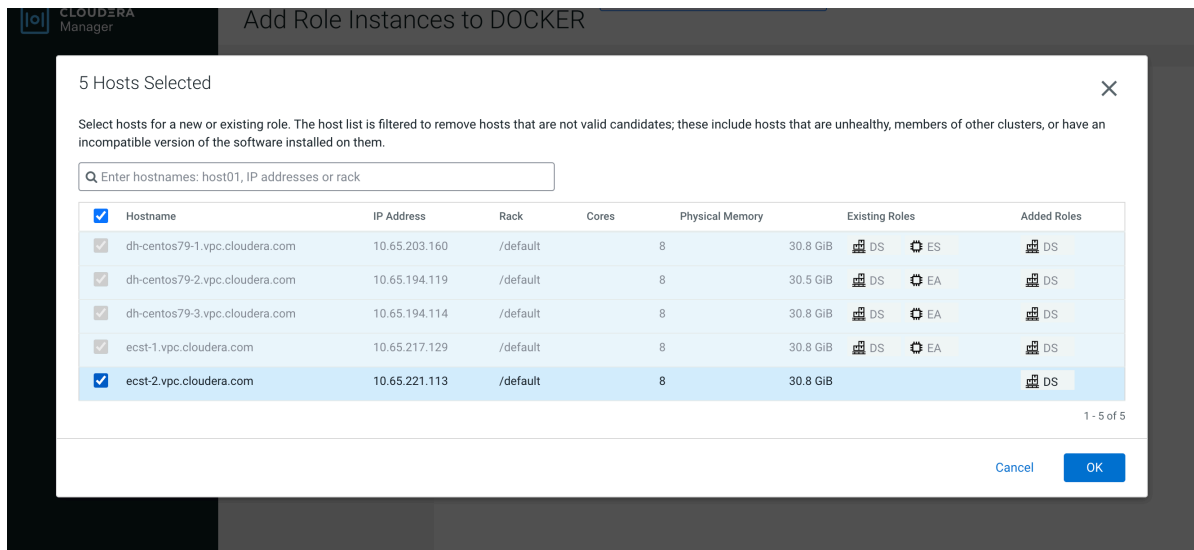 CLOUDERA
Manager
Add Role Instances to DOCKER
5 Hosts Selected
Select hosts for a new or existing role. The host list is filtered to remove hosts that are not valid candidates; these include hosts that are unhealthy, members of other clusters, or have an
incompatible version of the software installed on them.
Enter hostnames: host01, IP addresses or rack
Hostname IP Address Rack Cores Physical Memory Existing Roles Added Roles
dh-centos79-1.vpc.cloudera.com 10.65.203.160 /default 8 30.8 GiB DS ES DS
dh-centos79-2.vpc.cloudera.com 10.65.194.119 /default 8 30.5 GiB DS EA DS
dh-centos79-3.vpc.cloudera.com 10.65.194.114 /default 8 30.8 GiB DS EA DS
ecst-1.vpc.cloudera.com 10.65.217.129 /default 8 30.8 GiB DS EA DS
ecst-2.vpc.cloudera.com 10.65.221.113 /default 8 30.8 GiB DS
1 - 5 of 5
Cancel OK